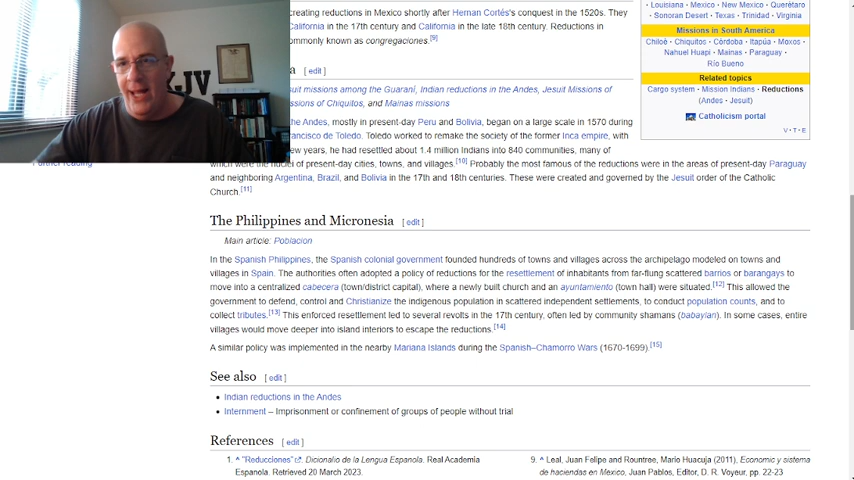 creating reductions in Mexico shortly after Hernan Cortés's conquest in the 1520s. They
California in the 17th century and California in the late 18th century. Reductions in
commonly known as congregaciones.[9]
[ edit ]
Jesuit missions among the Guaraní, Indian reductions in the Andes, Jesuit Missions of
Missions of Chiquitos, and Mainas missions
the Andes, mostly in present-day Peru and Bolivia, began on a large scale in 1570 during
Francisco de Toledo. Toledo worked to remake the society of the former Inca empire, with
few years, he had resettled about 1.4 million Indians into 840 communities, many of
which were the nuclei of present-day cities, towns, and villages.[10] Probably the most famous of the reductions were in the areas of present-day Paraguay
and neighboring Argentina, Brazil, and Bolivia in the 17th and 18th centuries. These were created and governed by the Jesuit order of the Catholic
Church.[11]
Louisiana · Mexico · New Mexico · Querétaro
· Sonoran Desert · Texas · Trinidad · Virginia
Missions in South America
Chiloé · Chiquitos · Córdoba · Itapúa · Moxos ·
Nahuel Huapi · Mainas · Paraguay ·
Río Bueno
Related topics
Cargo system · Mission Indians · Reductions
(Andes · Jesuit)
Catholicism portal
V · T · E
KJV
Further reading
The Philippines and Micronesia [ edit ]
Main article: Poblacion
In the Spanish Philippines, the Spanish colonial government founded hundreds of towns and villages across the archipelago modeled on towns and
villages in Spain. The authorities often adopted a policy of reductions for the resettlement of inhabitants from far-flung scattered barrios or barangays to
move into a centralized cabecera (town/district capital), where a newly built church and an ayuntamiento (town hall) were situated.[12] This allowed the
government to defend, control and Christianize the indigenous population in scattered independent settlements, to conduct population counts, and to
collect tributes.[13] This enforced resettlement led to several revolts in the 17th century, often led by community shamans (babaylan). In some cases, entire
villages would move deeper into island interiors to escape the reductions.[14]
A similar policy was implemented in the nearby Mariana Islands during the Spanish–Chamorro Wars (1670-1699).[15]
See also [ edit ]
• Indian reductions in the Andes
• Internment – Imprisonment or confinement of groups of people without trial
References [ edit ]
1. ^ "Reducciones". Dicionalio de la Lengua Española. Real Academia
Española. Retrieved 20 March 2023.
9. ^ Leal, Juan Felipe and Rountree, Mario Huacuja (2011), Economic y sistema
de haciendas en Mexico, Juan Pablos, Editor, D. R. Voyeur, pp. 22-23